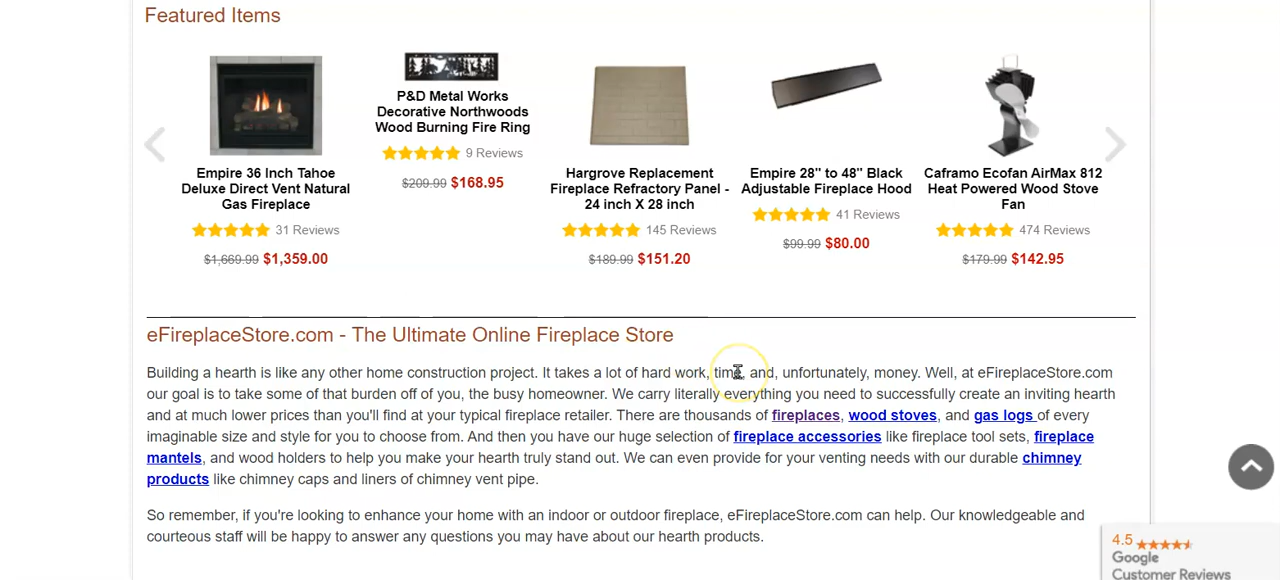 Featured Items
Empire 36 Inch Tahoe
Deluxe Direct Vent Natural
Gas Fireplace
31 Reviews
$1,669.99 $1,359.00
P&D Metal Works
Decorative Northwoods
Wood Burning Fire Ring
9 Reviews
$209.99 $168.95
Hargrove Replacement
Fireplace Refractory Panel -
24 inch X 28 inch
145 Reviews
$189.99 $151.20
Empire 28" to 48" Black
Adjustable Fireplace Hood
41 Reviews
$99.99 $80.00
Caframo Ecofan AirMax 812
Heat Powered Wood Stove
Fan
474 Reviews
$179.99 $142.95
eFireplaceStore.com - The Ultimate Online Fireplace Store
Building a hearth is like any other home construction project. It takes a lot of hard work, time, and, unfortunately, money. Well, at eFireplaceStore.com
our goal is to take some of that burden off of you, the busy homeowner. We carry literally everything you need to successfully create an inviting hearth
and at much lower prices than you'll find at your typical fireplace retailer. There are thousands of fireplaces, wood stoves, and gas logs of every
imaginable size and style for you to choose from. And then you have our huge selection of fireplace accessories like fireplace tool sets, fireplace
mantels, and wood holders to help you make your hearth truly stand out. We can even provide for your venting needs with our durable chimney
products like chimney caps and liners of chimney vent pipe.
So remember, if you're looking to enhance your home with an indoor or outdoor fireplace, eFireplaceStore.com can help. Our knowledgeable and
courteous staff will be happy to answer any questions you may have about our hearth products.
4.5
Google
Customer Reviews